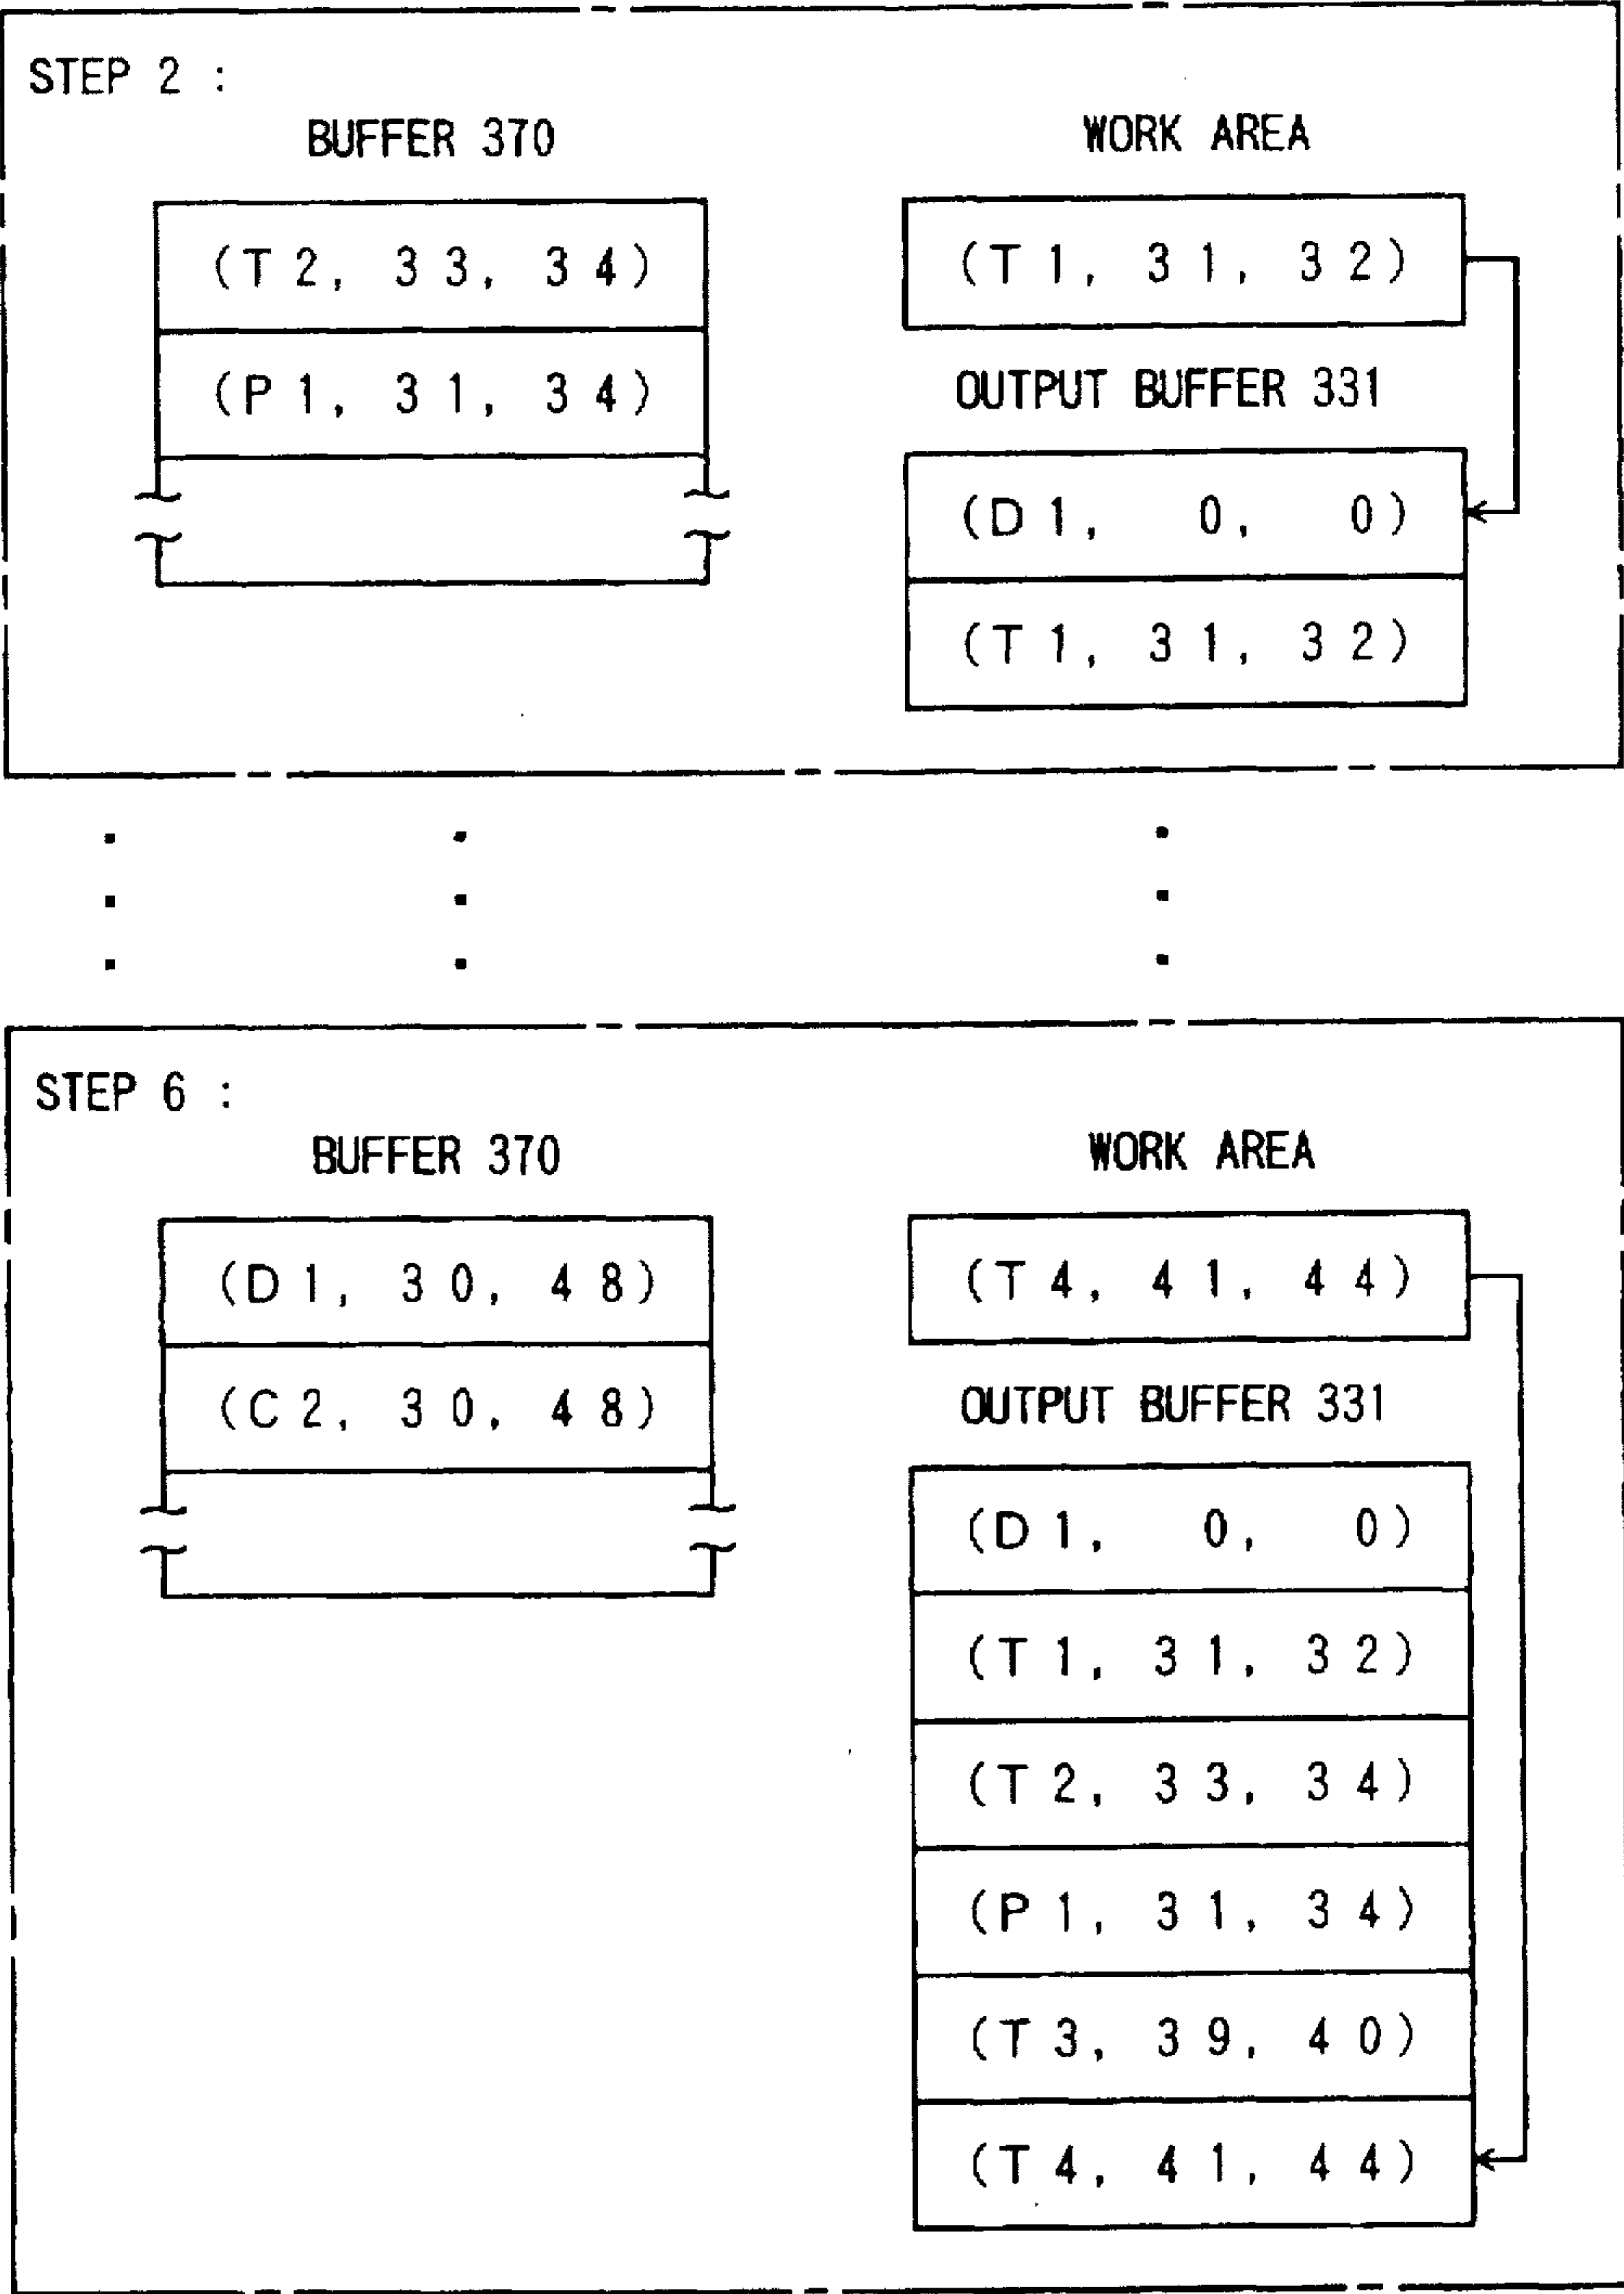 STEP 2 :
BUFFER 370
(T 2, 3 3, 3 4)
(P 1, 3 1, 3 4)
WORK AREA
(T 1, 3 1, 3 2)
OUTPUT BUFFER 331
(D 1, 0, 0)
(T 1, 3 1, 3 2)
STEP 6 :
BUFFER 370
(D 1, 3 0, 4 8)
(C 2, 3 0, 4 8)
WORK AREA
(T 4, 4 1, 4 4)
OUTPUT BUFFER 331
(D 1, 0, 0)
(T 1, 3 1, 3 2)
(T 2, 3 3, 3 4)
(P 1, 3 1, 3 4)
(T 3, 3 9, 4 0)
(T 4, 4 1, 4 4)